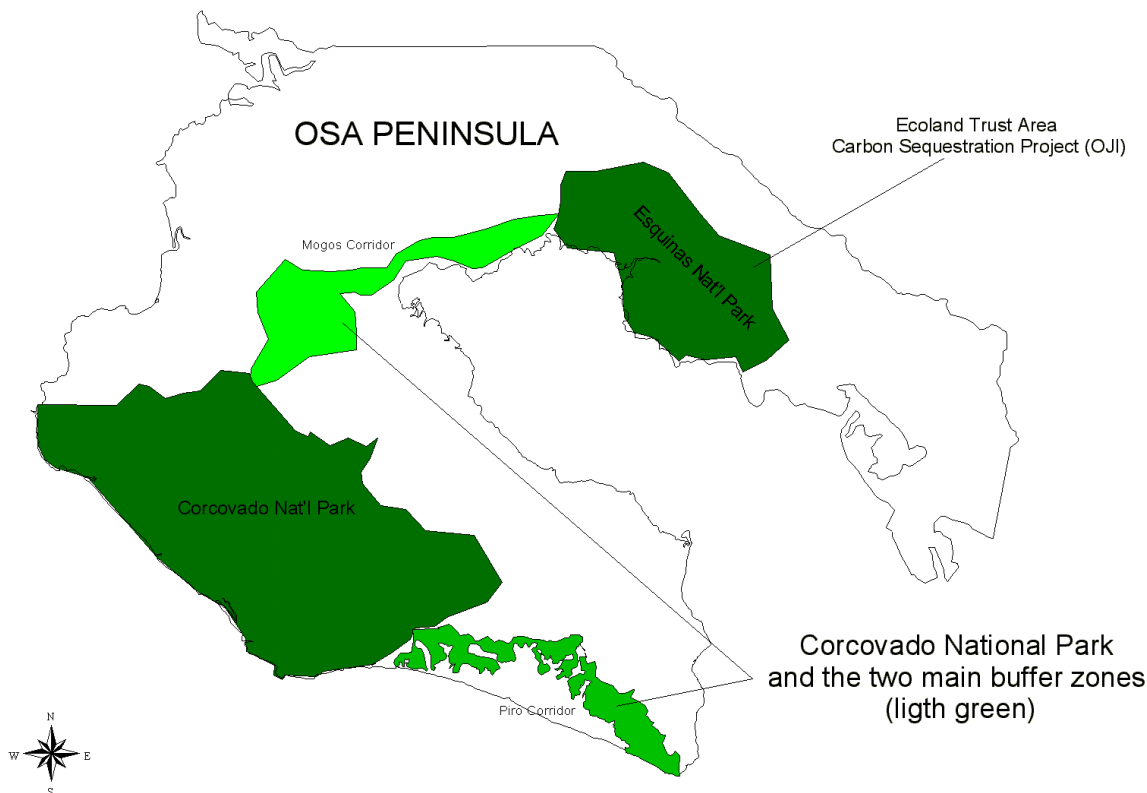 OSA PENINSULA
Ecoland Trust Area
Carbon Sequestration Project (OJI)
Mogos Corridor
Esquinas Nat'l Park
Corcovado Nat'l Park
Corcovado National Park
and the two main buffer zones
(ligth green)
Piro Corridor
N
W
E
S